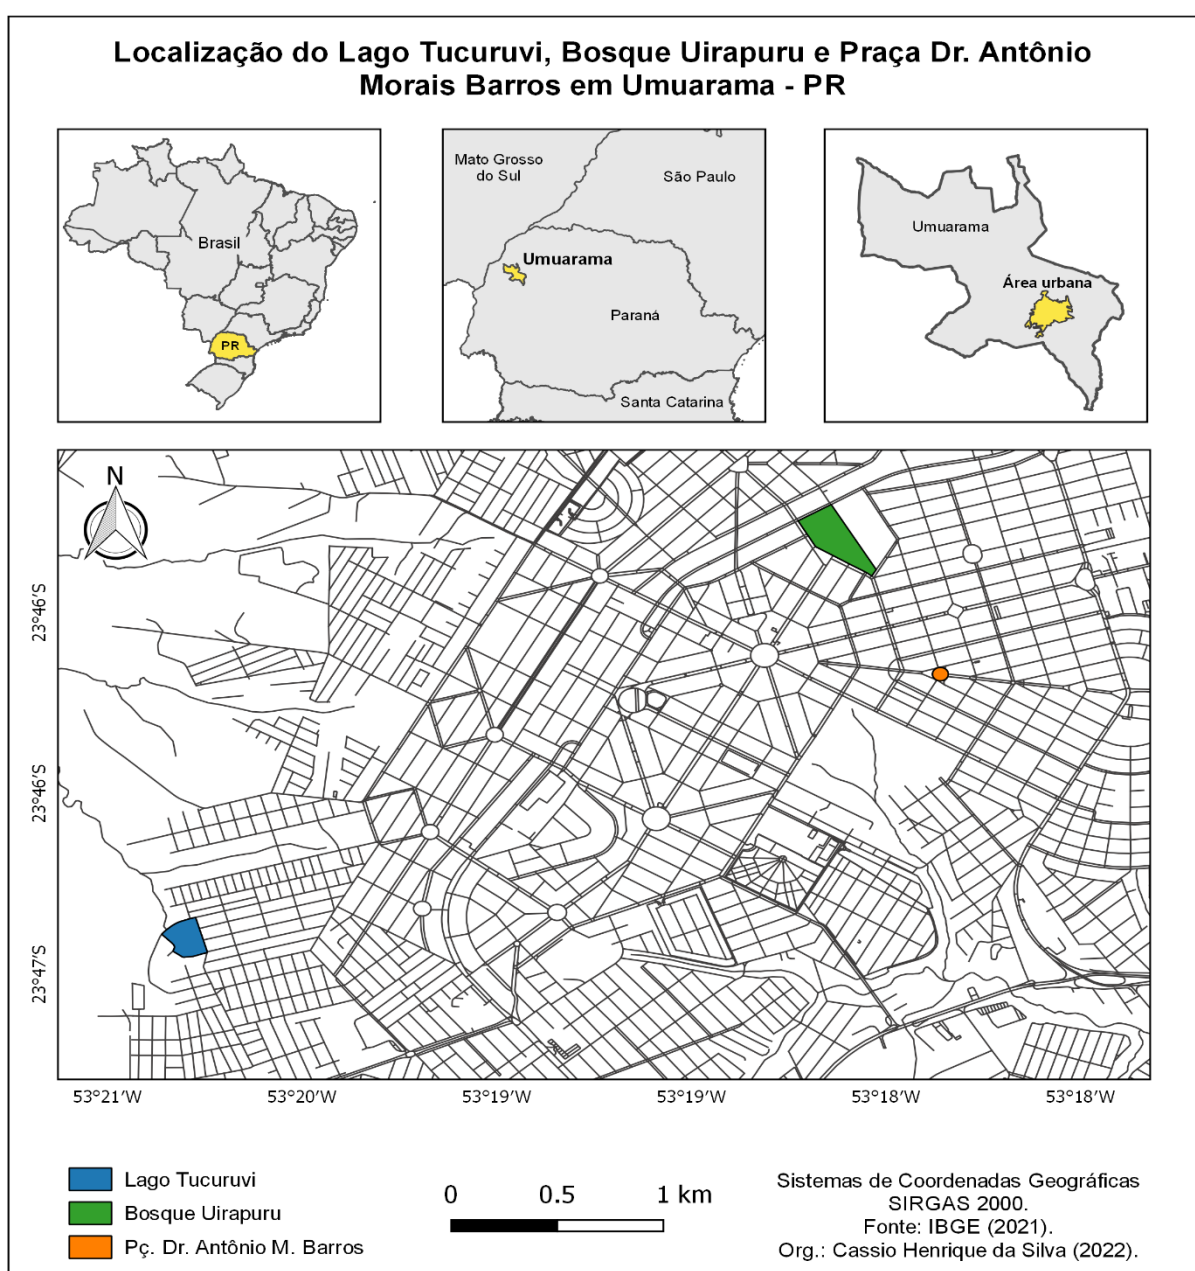 Localização do Lago Tucuruvi, Bosque Uirapuru e Praça Dr. Antônio
Morais Barros em Umuarama - PR
Brasil
PR
Mato Grosso
do Sul
São Paulo
Umuarama
Paraná
Santa Catarina
Umuarama
Área urbana
N
23°46'S
23°46'S
23°47'S
53°21'W
53°20'W
53°19'W
53°19'W
53°18'W
53°18'W
Lago Tucuruvi
Bosque Uirapuru
Pç. Dr. Antônio M. Barros
0 0.5 1 km
Sistemas de Coordenadas Geográficas
SIRGAS 2000.
Fonte: IBGE (2021).
Org.: Cassio Henrique da Silva (2022).